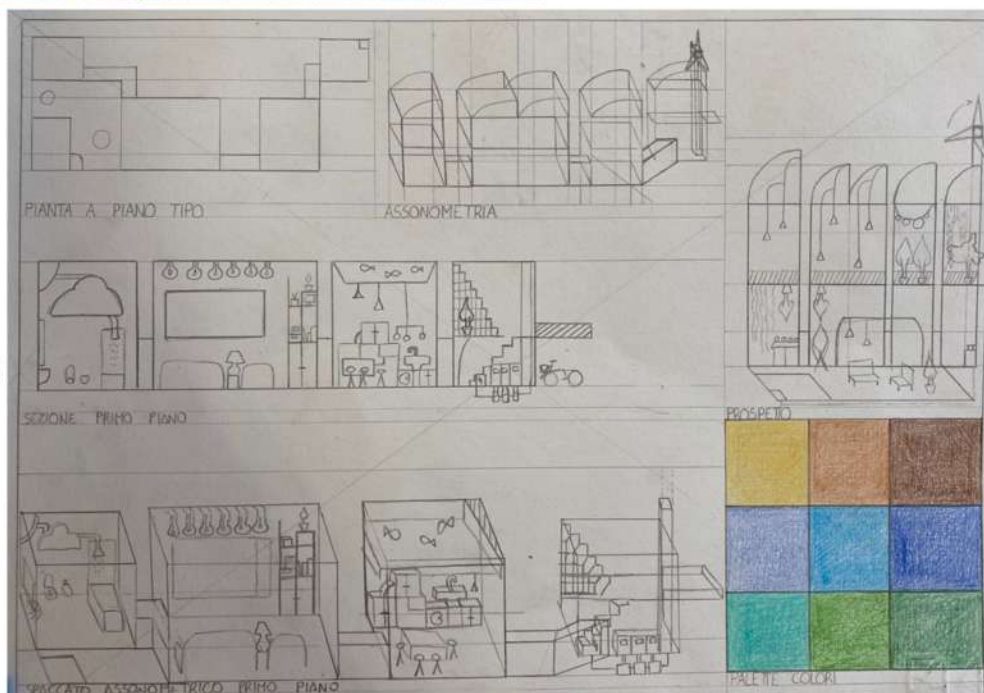 PIANTA A PIANO TIPO
ASSONOMETRIA
SEZIONE PRIMO PIANO
PROSPETTO
SPACCATO ASSONOMETRICO PRIMO PIANO
PALETTE COLORI